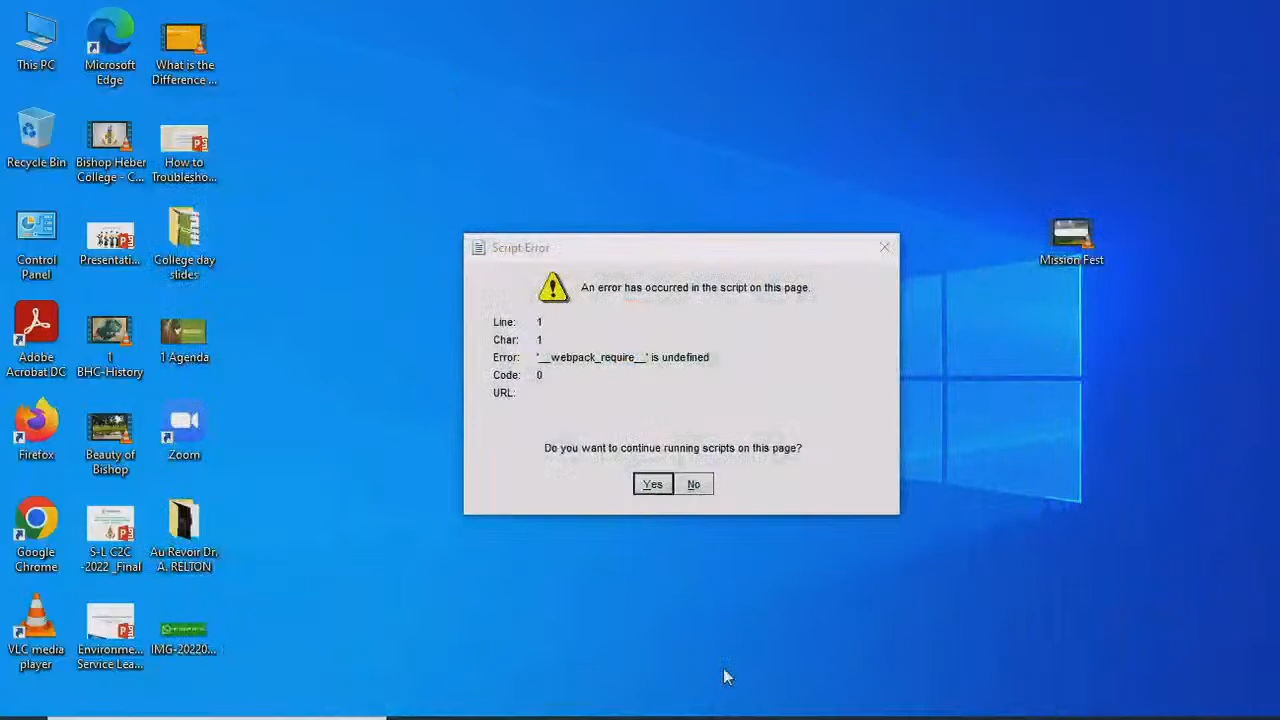 This PC
Microsoft
Edge
What is the
Difference ...
Recycle Bin
Bishop Heber
College - C...
How to
Troublesho...
Control
Panel
Presentati...
College day
slides
Mission Fest
Script Error
An error has occurred in the script on this page.
Line: 1
Char: 1
Error: '__webpack_require__' is undefined
Code: 0
URL:
Do you want to continue running scripts on this page?
Yes No
Adobe
Acrobat DC
1
BHC-History
1 Agenda
Firefox
Beauty of
Bishop
Zoom
Google
Chrome
S-L C2C
-2022 _Final
Au Revoir Dr.
A. RELTON
VLC media
player
Environme...
Service Lea...
IMG-20220...